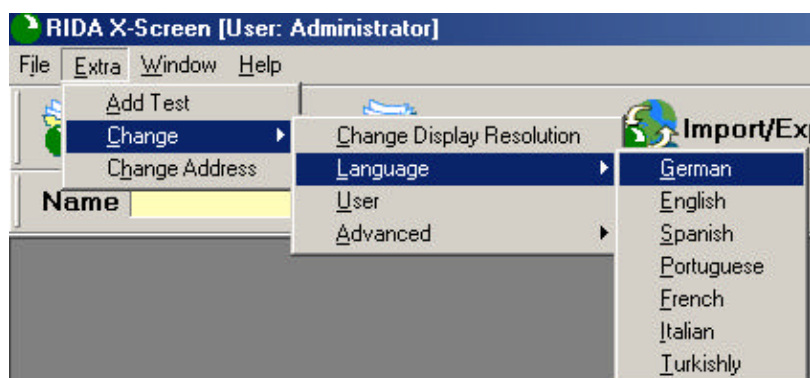 RIDA X-Screen [User: Administrator]
File Extra Window Help
Add Test
Change
Change Address
Change Display Resolution
Language
User
Advanced
German
English
Spanish
Portuguese
French
Italian
Turkishly
Import/Ex
Name